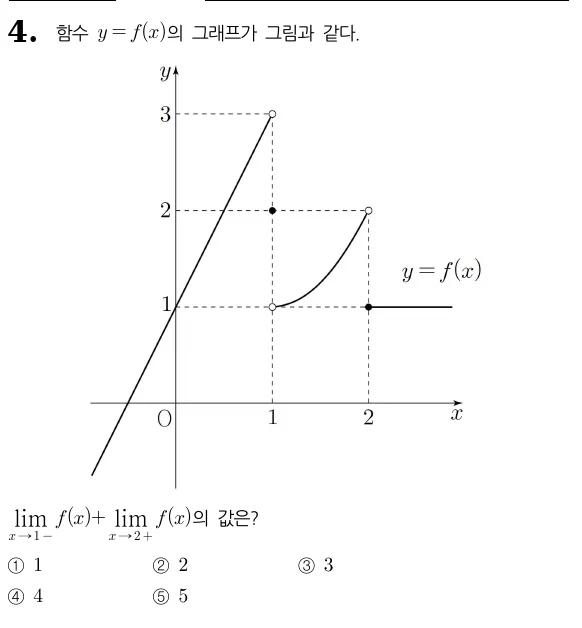 4. 함수 y=f(x)의 그래프가 그림과 같다.
y
3
2
y=f(x)
1
O 1 2 x
lim f(x)+ lim f(x)의 값은?
x→1− x→2+
① 1 ② 2 ③ 3
④ 4 ⑤ 5